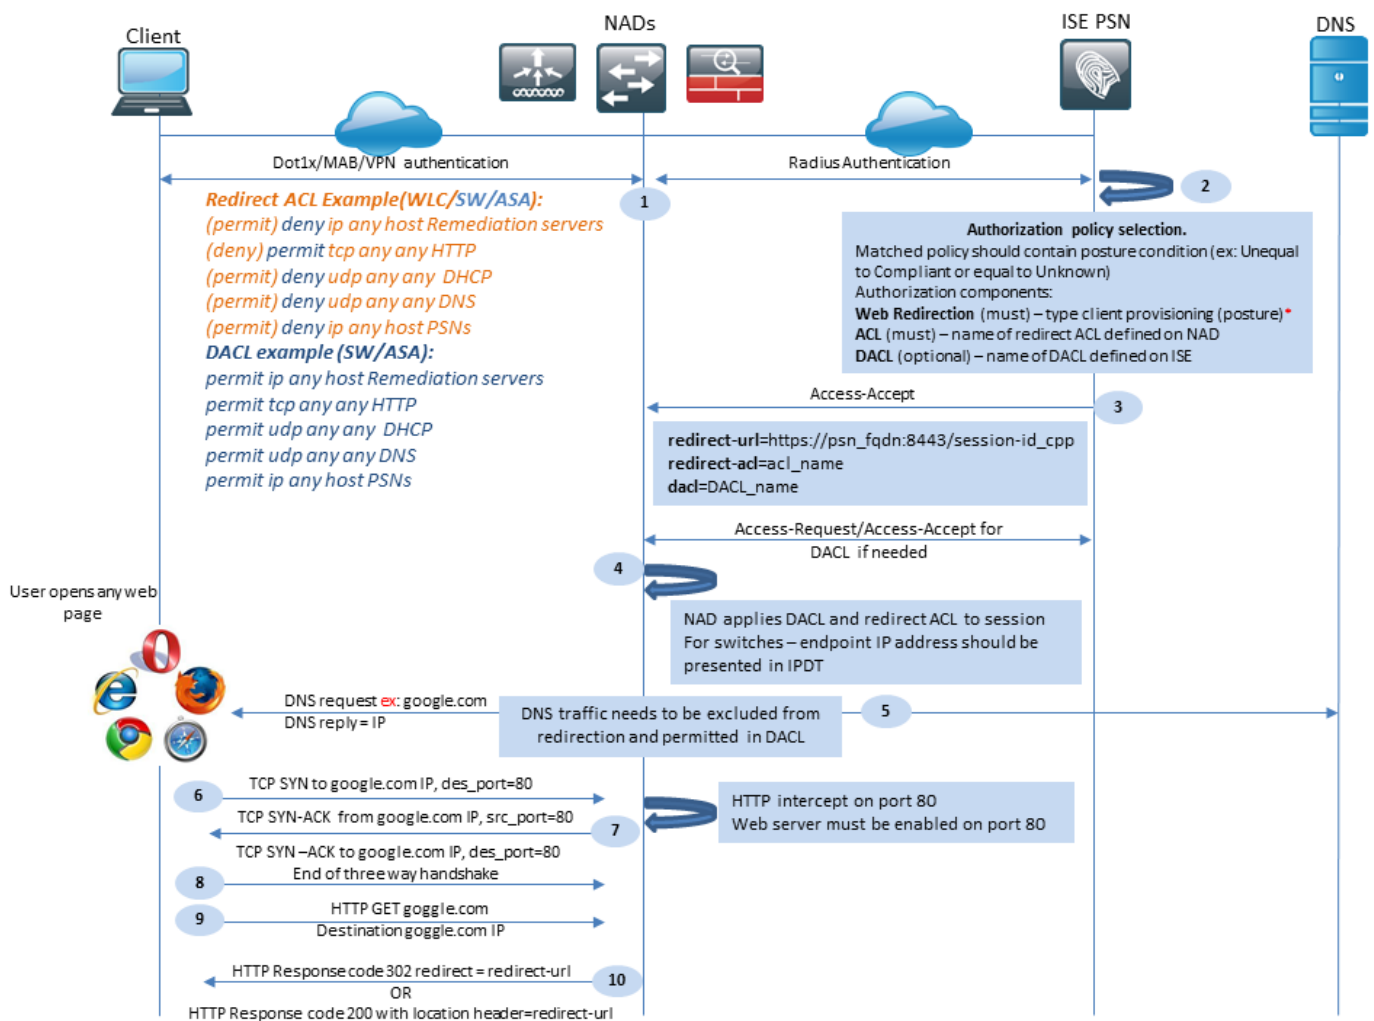 Client
NADs
ISE PSN
DNS
Dot1x/MAB/VPN authentication
Radius Authentication
1
2
Redirect ACL Example(WLC/SW/ASA):
(permit) deny ip any host Remediation servers
(deny) permit tcp any any HTTP
(permit) deny udp any any DHCP
(permit) deny udp any any DNS
(permit) deny ip any host PSNs
DACL example (SW/ASA):
permit ip any host Remediation servers
permit tcp any any HTTP
permit udp any any DHCP
permit udp any any DNS
permit ip any host PSNs
Authorization policy selection.
Matched policy should contain posture condition (ex: Unequal
to Compliant or equal to Unknown)
Authorization components:
Web Redirection (must) – type client provisioning (posture)*
ACL (must) – name of redirect ACL defined on NAD
DACL (optional) – name of DACL defined on ISE
Access-Accept
3
redirect-url=https://psn_fqdn:8443/session-id_cpp
redirect-acl=acl_name
dacl=DACL_name
Access-Request/Access-Accept for
DACL if needed
4
NAD applies DACL and redirect ACL to session
For switches – endpoint IP address should be
presented in IPDT
User opens any web
page
DNS request ex: google.com
DNS reply = IP
DNS traffic needs to be excluded from
redirection and permitted in DACL
5
6
TCP SYN to google.com IP, des_port=80
HTTP intercept on port 80
Web server must be enabled on port 80
TCP SYN-ACK from google.com IP, src_port=80
7
TCP SYN –ACK to google.com IP, des_port=80
End of three way handshake
8
HTTP GET goggle.com
9
Destination goggle.com IP
HTTP Response code 302 redirect = redirect-url
10
OR
HTTP Response code 200 with location header=redirect-url